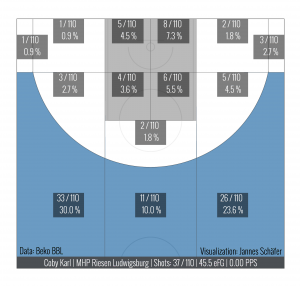 1 / 110
0.9 %
5 / 110
4.5 %
8 / 110
7.3 %
2 / 110
1.8 %
1 / 110
0.9 %
3 / 110
2.7 %
3 / 110
2.7 %
4 / 110
3.6 %
6 / 110
5.5 %
5 / 110
4.5 %
2 / 110
1.8 %
33 / 110
30.0 %
11 / 110
10.0 %
26 / 110
23.6 %
Data: Beko BBL
Visualization: Jannes Schäfer
Coby Karl | MHP Riesen Ludwigsburg | Shots: 37 / 110 | 45.5 eFG | 0.00 PPS